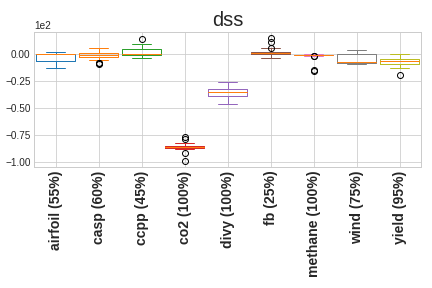 dss
1e2
0.00
-0.25
-0.50
-0.75
-1.00
airfoil (55%)
casp (60%)
ccpp (45%)
co2 (100%)
divy (100%)
fb (25%)
methane (100%)
wind (75%)
yield (95%)